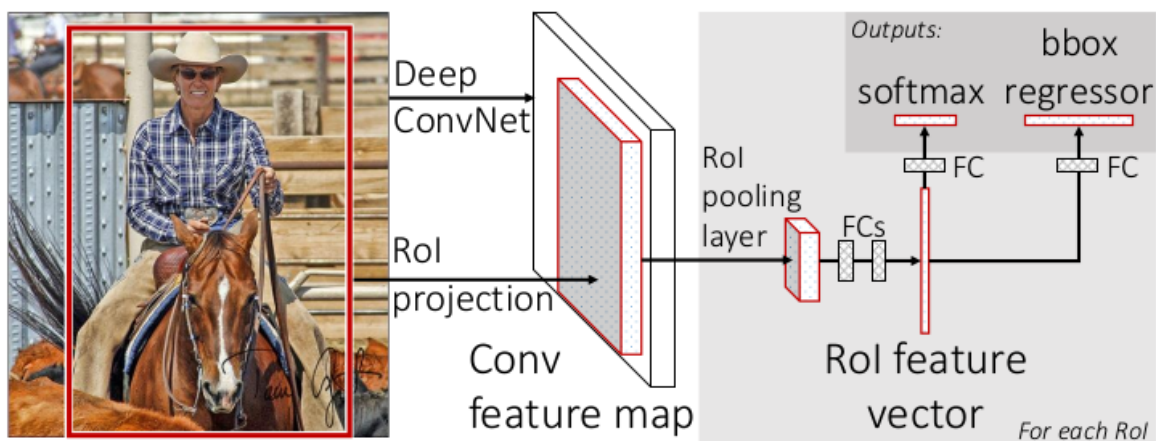 Deep
ConvNet
RoI
projection
Conv
feature map
RoI
pooling
layer
FCs
RoI feature
vector
For each RoI
Outputs:
softmax
bbox
regressor
FC
FC